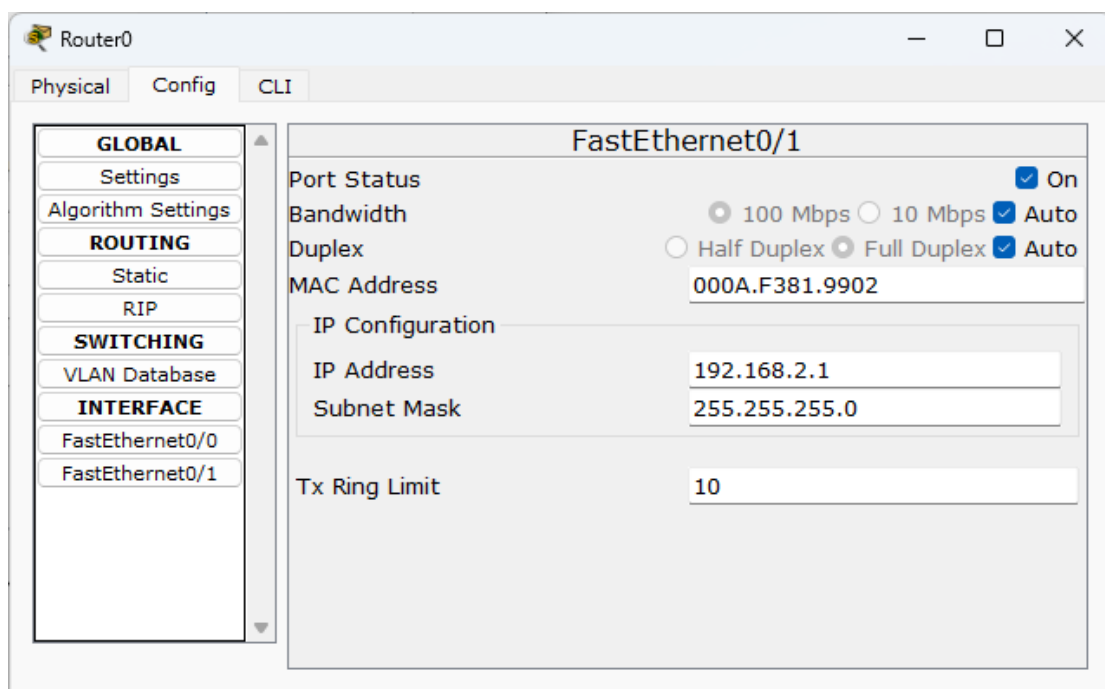 Router0
Physical Config CLI
GLOBAL
Settings
Algorithm Settings
ROUTING
Static
RIP
SWITCHING
VLAN Database
INTERFACE
FastEthernet0/0
FastEthernet0/1
FastEthernet0/1
Port Status On
Bandwidth 100 Mbps 10 Mbps Auto
Duplex Half Duplex Full Duplex Auto
MAC Address 000A.F381.9902
IP Configuration
IP Address 192.168.2.1
Subnet Mask 255.255.255.0
Tx Ring Limit 10